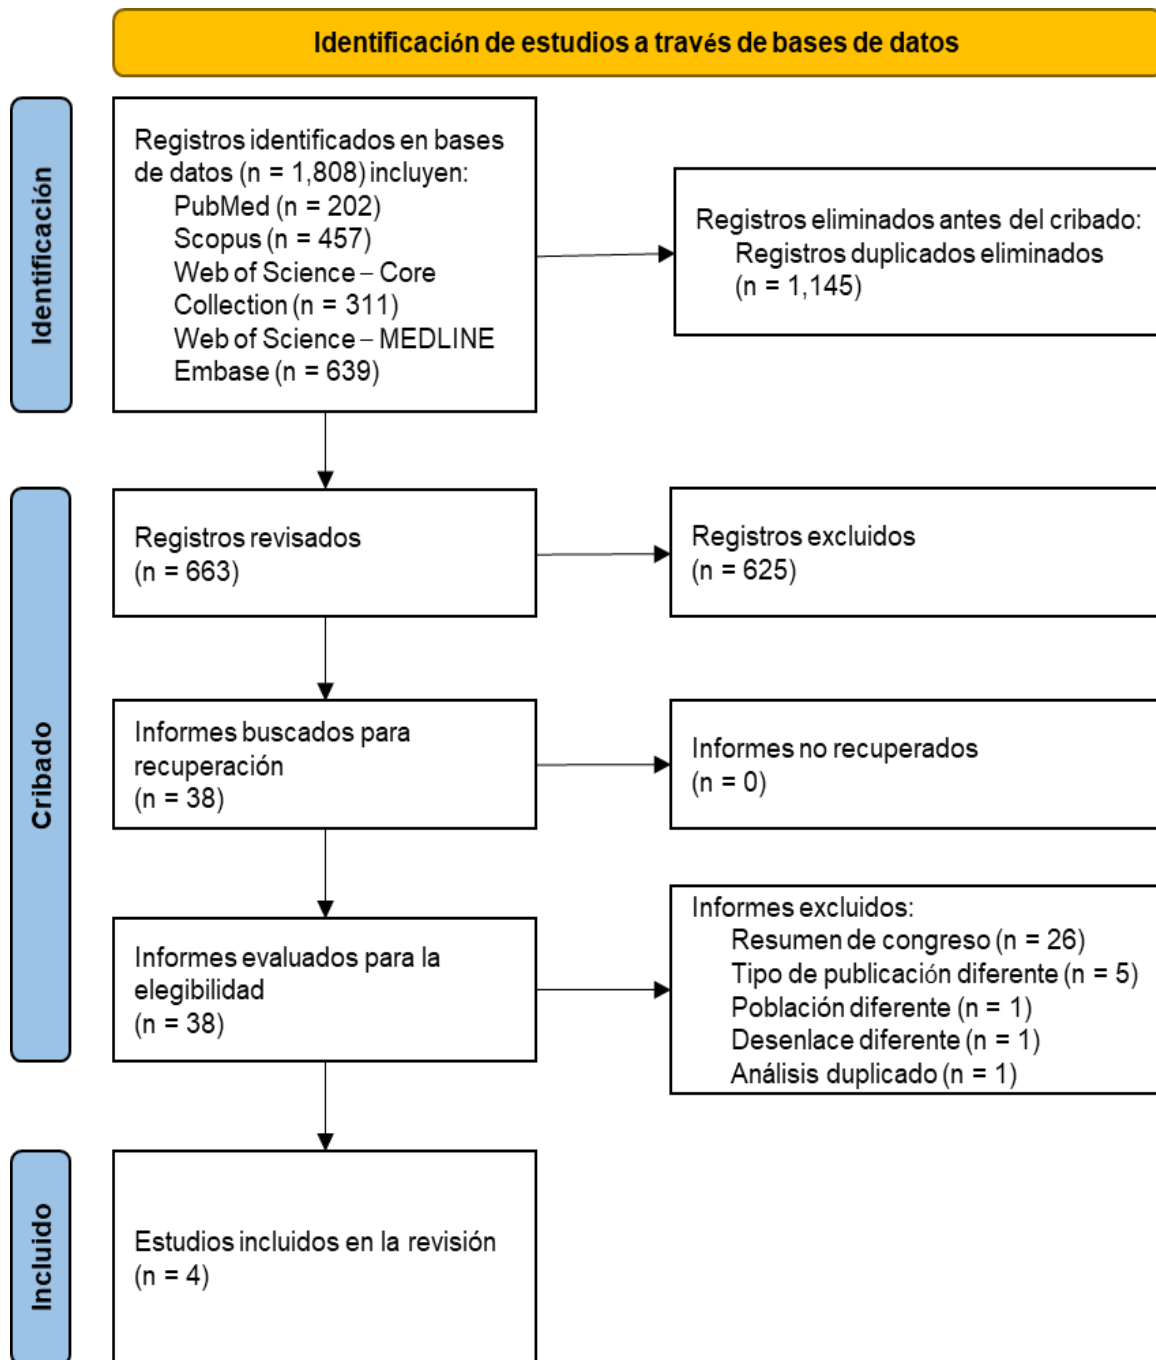 Identificación de estudios a través de bases de datos
Identificación
Registros identificados en bases
de datos (n = 1,808) incluyen:
PubMed (n = 202)
Scopus (n = 457)
Web of Science – Core
Collection (n = 311)
Web of Science – MEDLINE
Embase (n = 639)
Registros eliminados antes del cribado:
Registros duplicados eliminados
(n = 1,145)
Cribado
Registros revisados
(n = 663)
Registros excluidos
(n = 625)
Informes buscados para
recuperación
(n = 38)
Informes no recuperados
(n = 0)
Informes evaluados para la
elegibilidad
(n = 38)
Informes excluidos:
Resumen de congreso (n = 26)
Tipo de publicación diferente (n = 5)
Población diferente (n = 1)
Desenlace diferente (n = 1)
Análisis duplicado (n = 1)
Incluido
Estudios incluidos en la revisión
(n = 4)